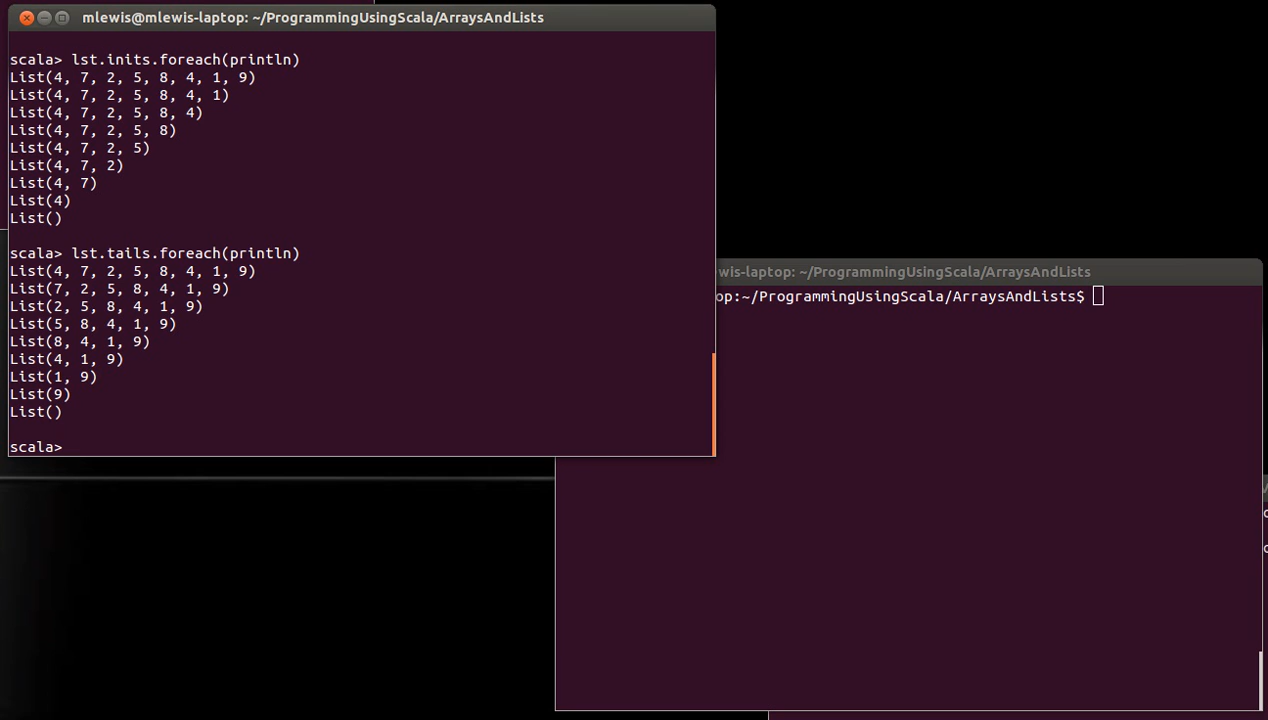 mlewis@mlewis-laptop: ~/ProgrammingUsingScala/ArraysAndLists
scala> lst.inits.foreach(println)
List(4, 7, 2, 5, 8, 4, 1, 9)
List(4, 7, 2, 5, 8, 4, 1)
List(4, 7, 2, 5, 8, 4)
List(4, 7, 2, 5, 8)
List(4, 7, 2, 5)
List(4, 7, 2)
List(4, 7)
List(4)
List()
scala> lst.tails.foreach(println)
List(4, 7, 2, 5, 8, 4, 1, 9)
List(7, 2, 5, 8, 4, 1, 9)
List(2, 5, 8, 4, 1, 9)
List(5, 8, 4, 1, 9)
List(8, 4, 1, 9)
List(4, 1, 9)
List(1, 9)
List(9)
List()
scala>
wis-laptop: ~/ProgrammingUsingScala/ArraysAndLists
op:~/ProgrammingUsingScala/ArraysAndLists$